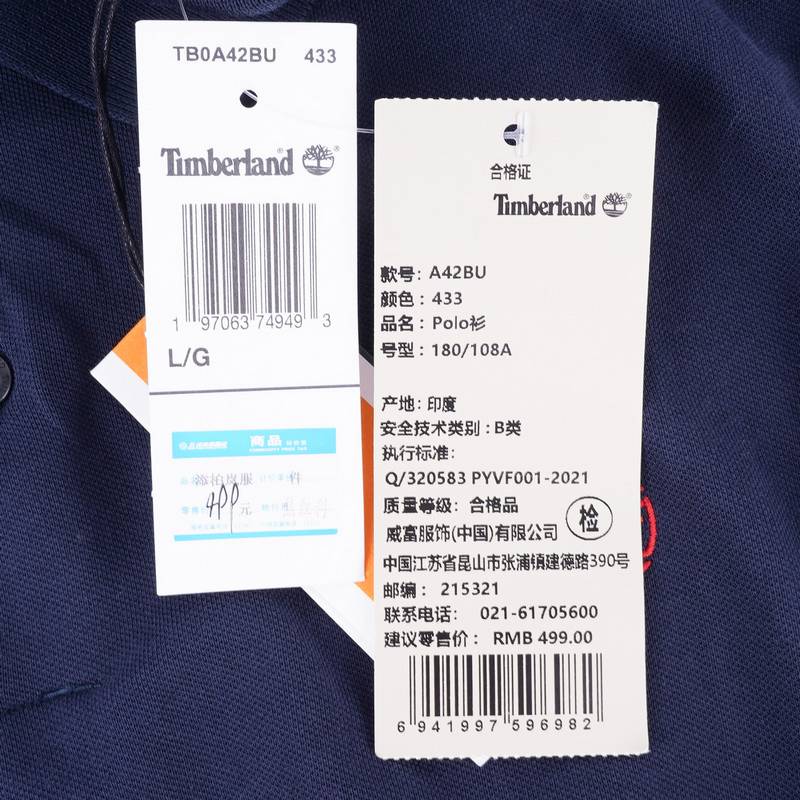 TB0A42BU 433
Timberland
1 97063 74949 3
L/G
商品
元
合格证
Timberland
款号: A42BU
颜色: 433
品名: Polo衫
号型: 180/108A
产地: 印度
安全技术类别: B类
执行标准:
Q/320583 PYVF001-2021
质量等级: 合格品
检
威富服饰(中国)有限公司
中国江苏省昆山市张浦镇建德路390号
邮编: 215321
联系电话: 021-61705600
建议零售价: RMB 499.00
6 941997 596982